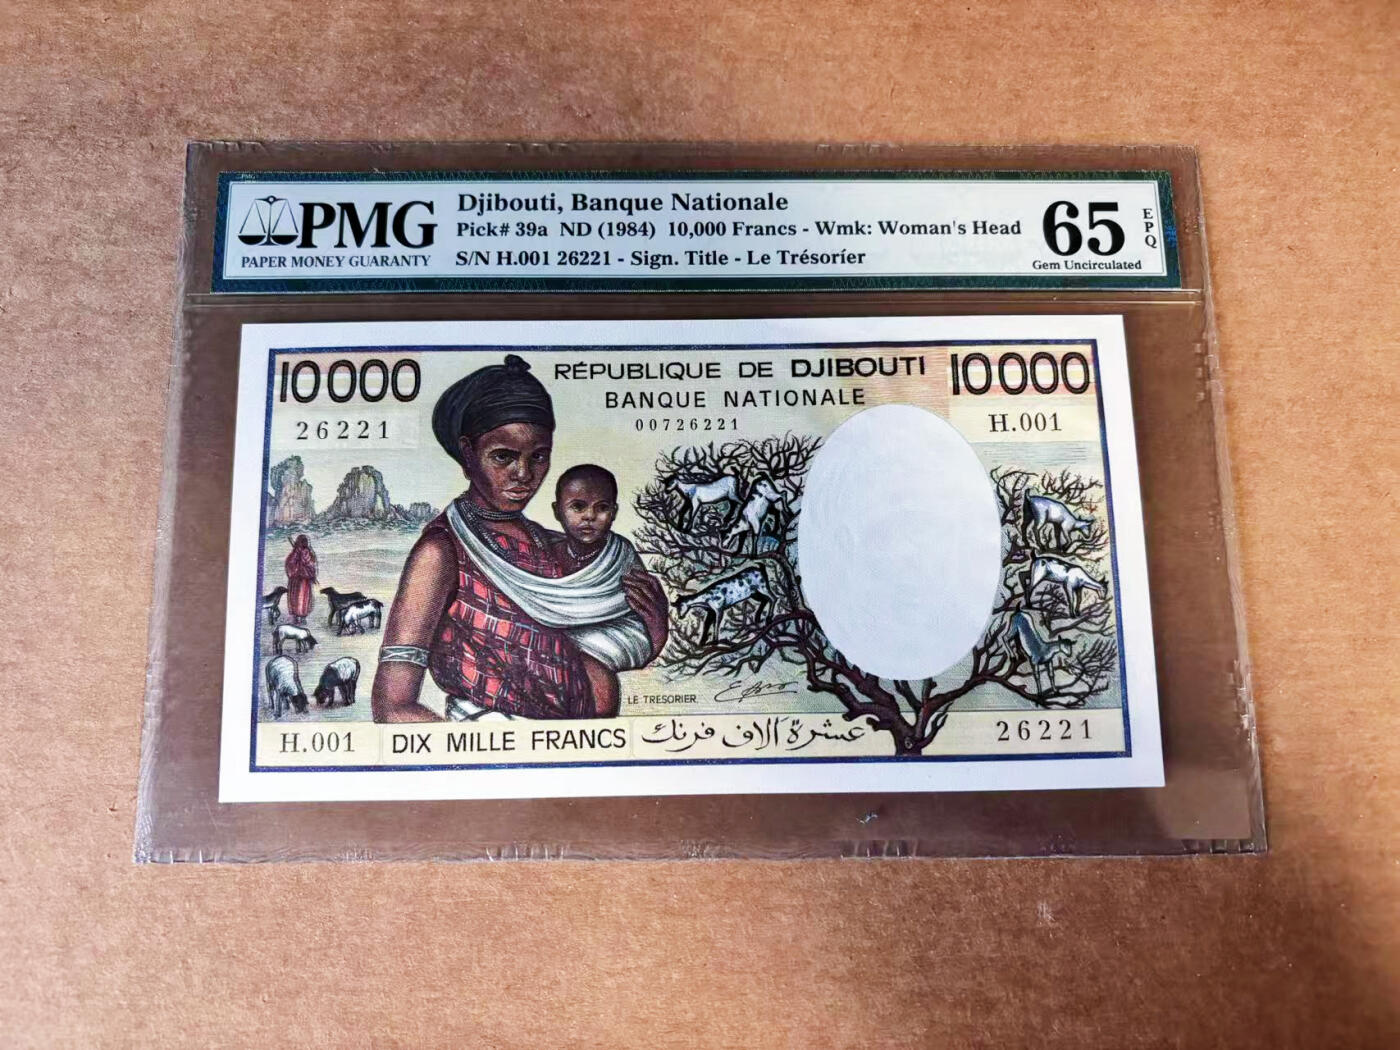 PMG
PAPER MONEY GUARANTY
Djibouti, Banque Nationale
Pick# 39a ND (1984) 10,000 Francs - Wmk: Woman's Head
S/N H.001 26221 - Sign. Title - Le Trésoríer
65
EPQ
Gem Uncirculated
10000
RÉPUBLIQUE DE DJIBOUTI
10000
BANQUE NATIONALE
26221
00726221
H.001
LE TRESORIER,
H.001
DIX MILLE FRANCS
عشرة آلاف فرنك
26221